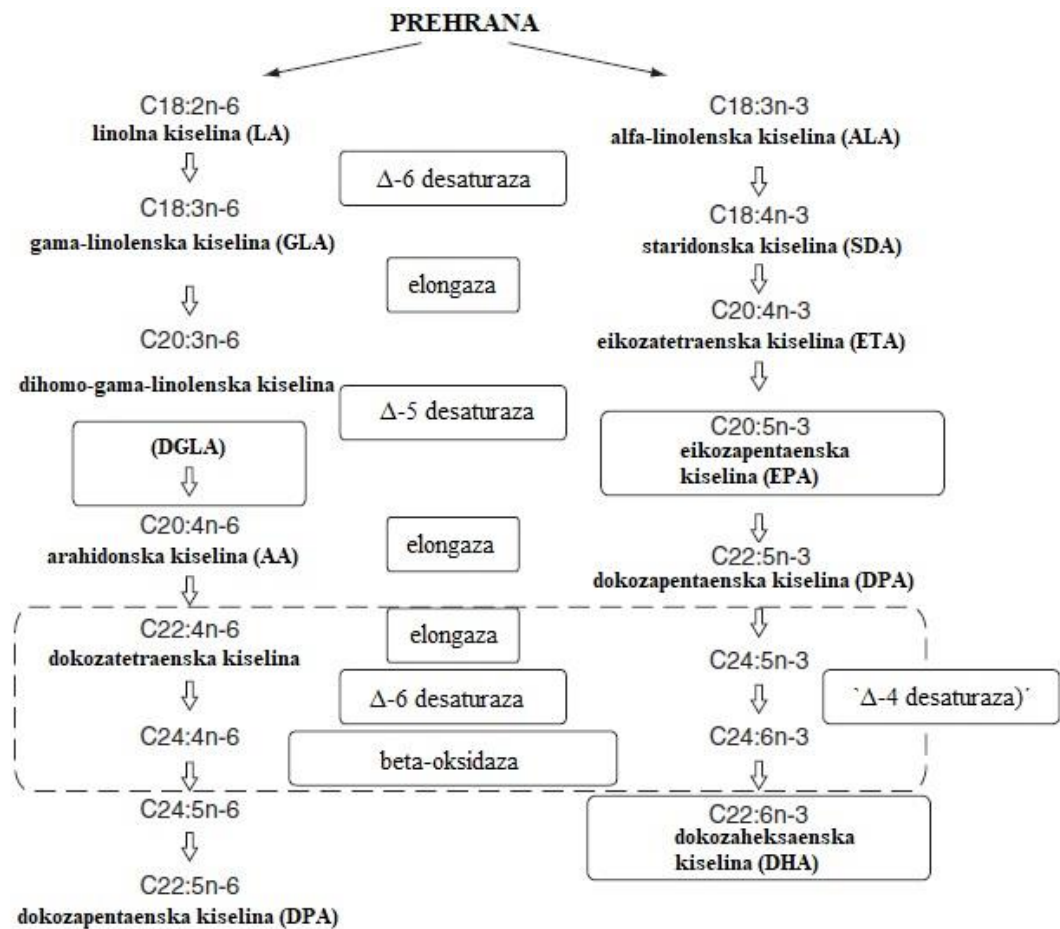 PREHRANA
C18:2n-6
linolna kiselina (LA)
C18:3n-6
gama-linolenska kiselina (GLA)
C20:3n-6
dihomo-gama-linolenska kiselina
(DGLA)
C20:4n-6
arahidonska kiselina (AA)
C22:4n-6
dokozatetraenska kiselina
C24:4n-6
C24:5n-6
C22:5n-6
dokozapentaenska kiselina (DPA)
Δ-6 desaturaza
elongaza
Δ-5 desaturaza
elongaza
elongaza
Δ-6 desaturaza
beta-oksidaza
C18:3n-3
alfa-linolenska kiselina (ALA)
C18:4n-3
staridonska kiselina (SDA)
C20:4n-3
eikozatetraenska kiselina (ETA)
C20:5n-3
eikozapentaenska
kiselina (EPA)
C22:5n-3
dokozapentaenska kiselina (DPA)
C24:5n-3
C24:6n-3
C22:6n-3
dokozaheksaenska
kiselina (DHA)
`Δ-4 desaturaza)´